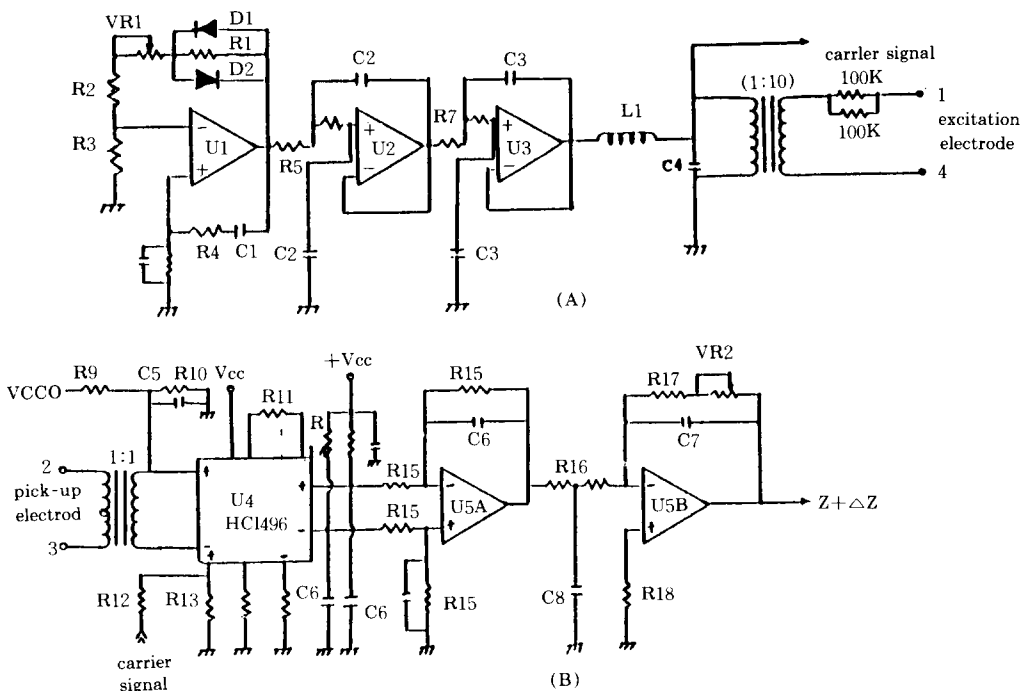 VR1
D1
R1
D2
R2
R3
U1
R4
C1
R5
C2
U2
C2
R7
C3
U3
C3
L1
C4
(1:10)
carrler signal
100K
100K
1
excitation
electrode
4
(A)
VCCO
R9
C5
R10
Vcc
R11
+Vcc
R
R15
C6
R17
VR2
C7
2
pick-up
electrod
3
1:1
U4
HC1496
R15
R15
U5A
R16
U5B
Z+△Z
R12
R13
C6
C6
R15
C8
R18
carrier
signal
(B)